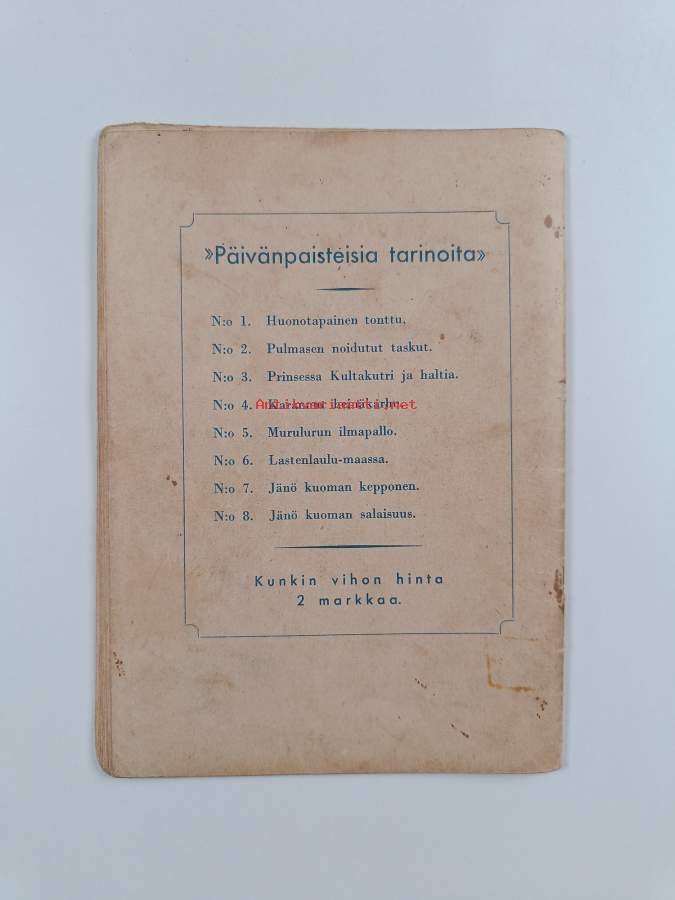 »Päivänpaisteisia tarinoita»
N:o 1. Huonotapainen tonttu.
N:o 2. Pulmasen noidutut taskut.
N:o 3. Prinsessa Kultakutri ja haltia.
N:o 4.
N:o 5. Murulurun ilmapallo.
N:o 6. Lastenlaulu-maassa.
N:o 7. Jänö kuoman kepponen.
N:o 8. Jänö kuoman salaisuus.
Kunkin vihon hinta
2 markkaa.